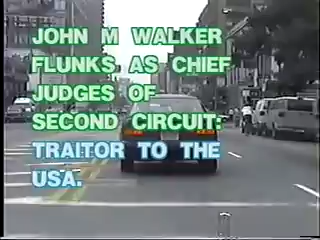 JOHN M WALKER
FLUNKS AS CHIEF
JUDGES OF
SECOND CIRCUIT:
TRAITOR TO THE
USA.